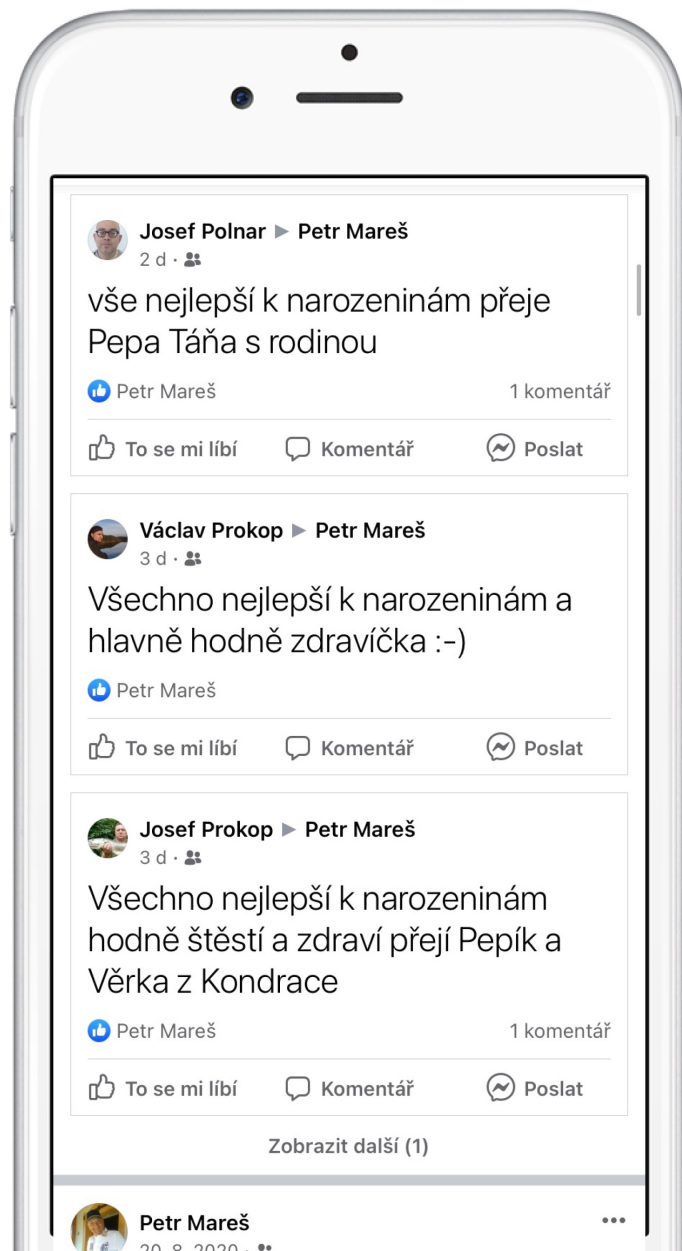 Josef Polnar ▶ Petr Mareš
2 d ·
vše nejlepší k narozeninám přeje
Pepa Táňa s rodinou
Petr Mareš 1 komentář
To se mi líbí Komentář Poslat
Václav Prokop ▶ Petr Mareš
3 d ·
Všechno nejlepší k narozeninám a
hlavně hodně zdravíčka :-)
Petr Mareš
To se mi líbí Komentář Poslat
Josef Prokop ▶ Petr Mareš
3 d ·
Všechno nejlepší k narozeninám
hodně štěstí a zdraví přejí Pepík a
Věrka z Kondrace
Petr Mareš 1 komentář
To se mi líbí Komentář Poslat
Zobrazit další (1)
Petr Mareš
20. 8. 2020 ·